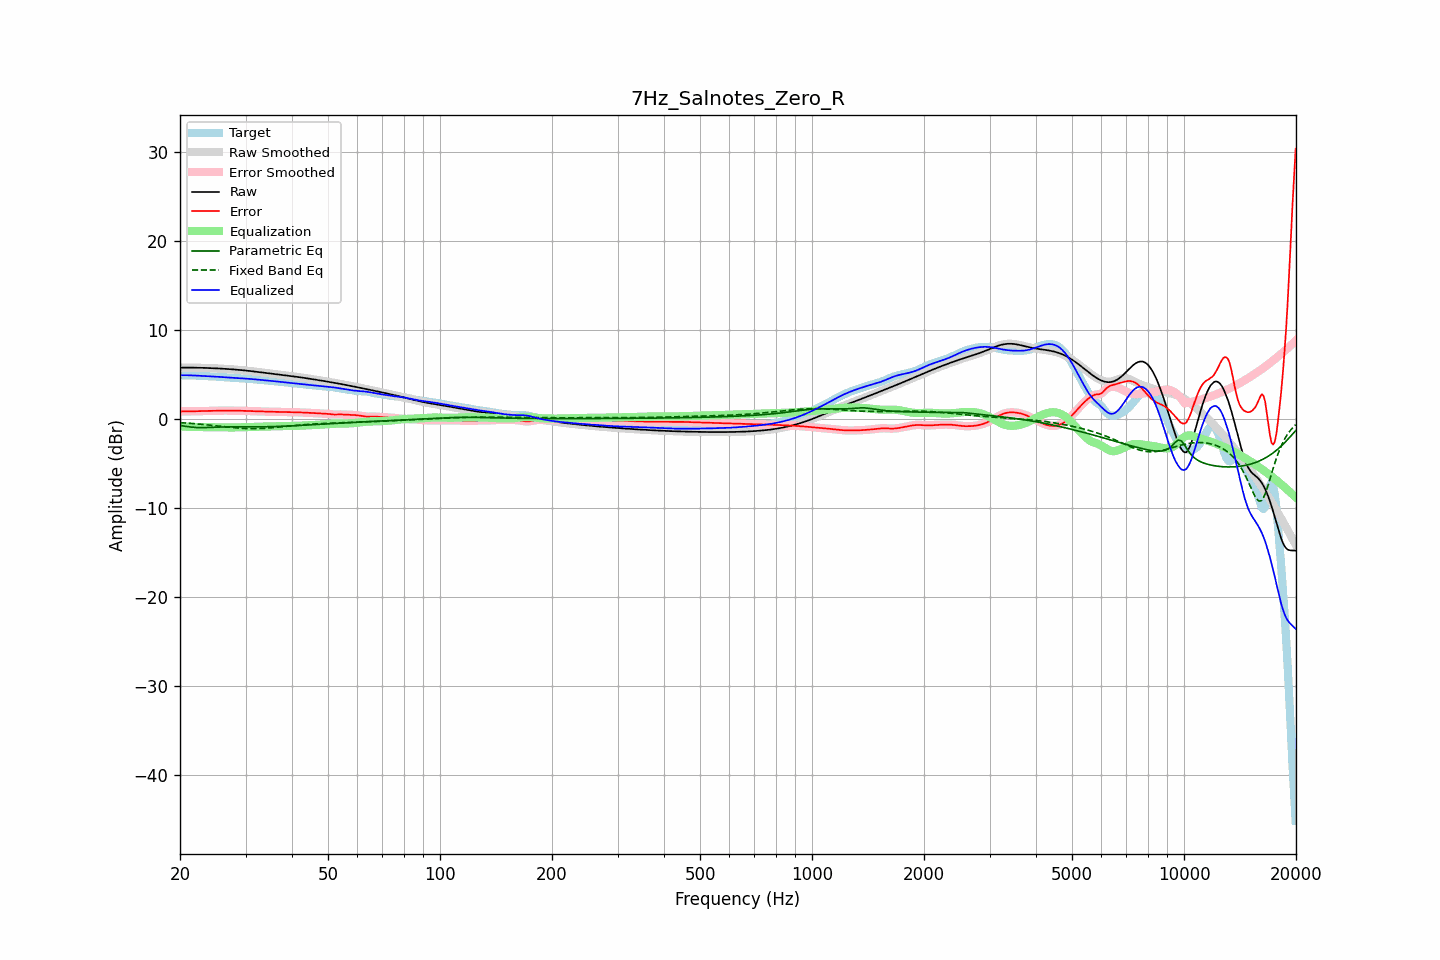 7Hz_Salnotes_Zero_R
Target
Raw Smoothed
Error Smoothed
Raw
Error
Equalization
Parametric Eq
Fixed Band Eq
Equalized
30
20
10
0
−10
−20
−30
−40
Amplitude (dBr)
20 50 100 200 500 1000 2000 5000 10000 20000
Frequency (Hz)